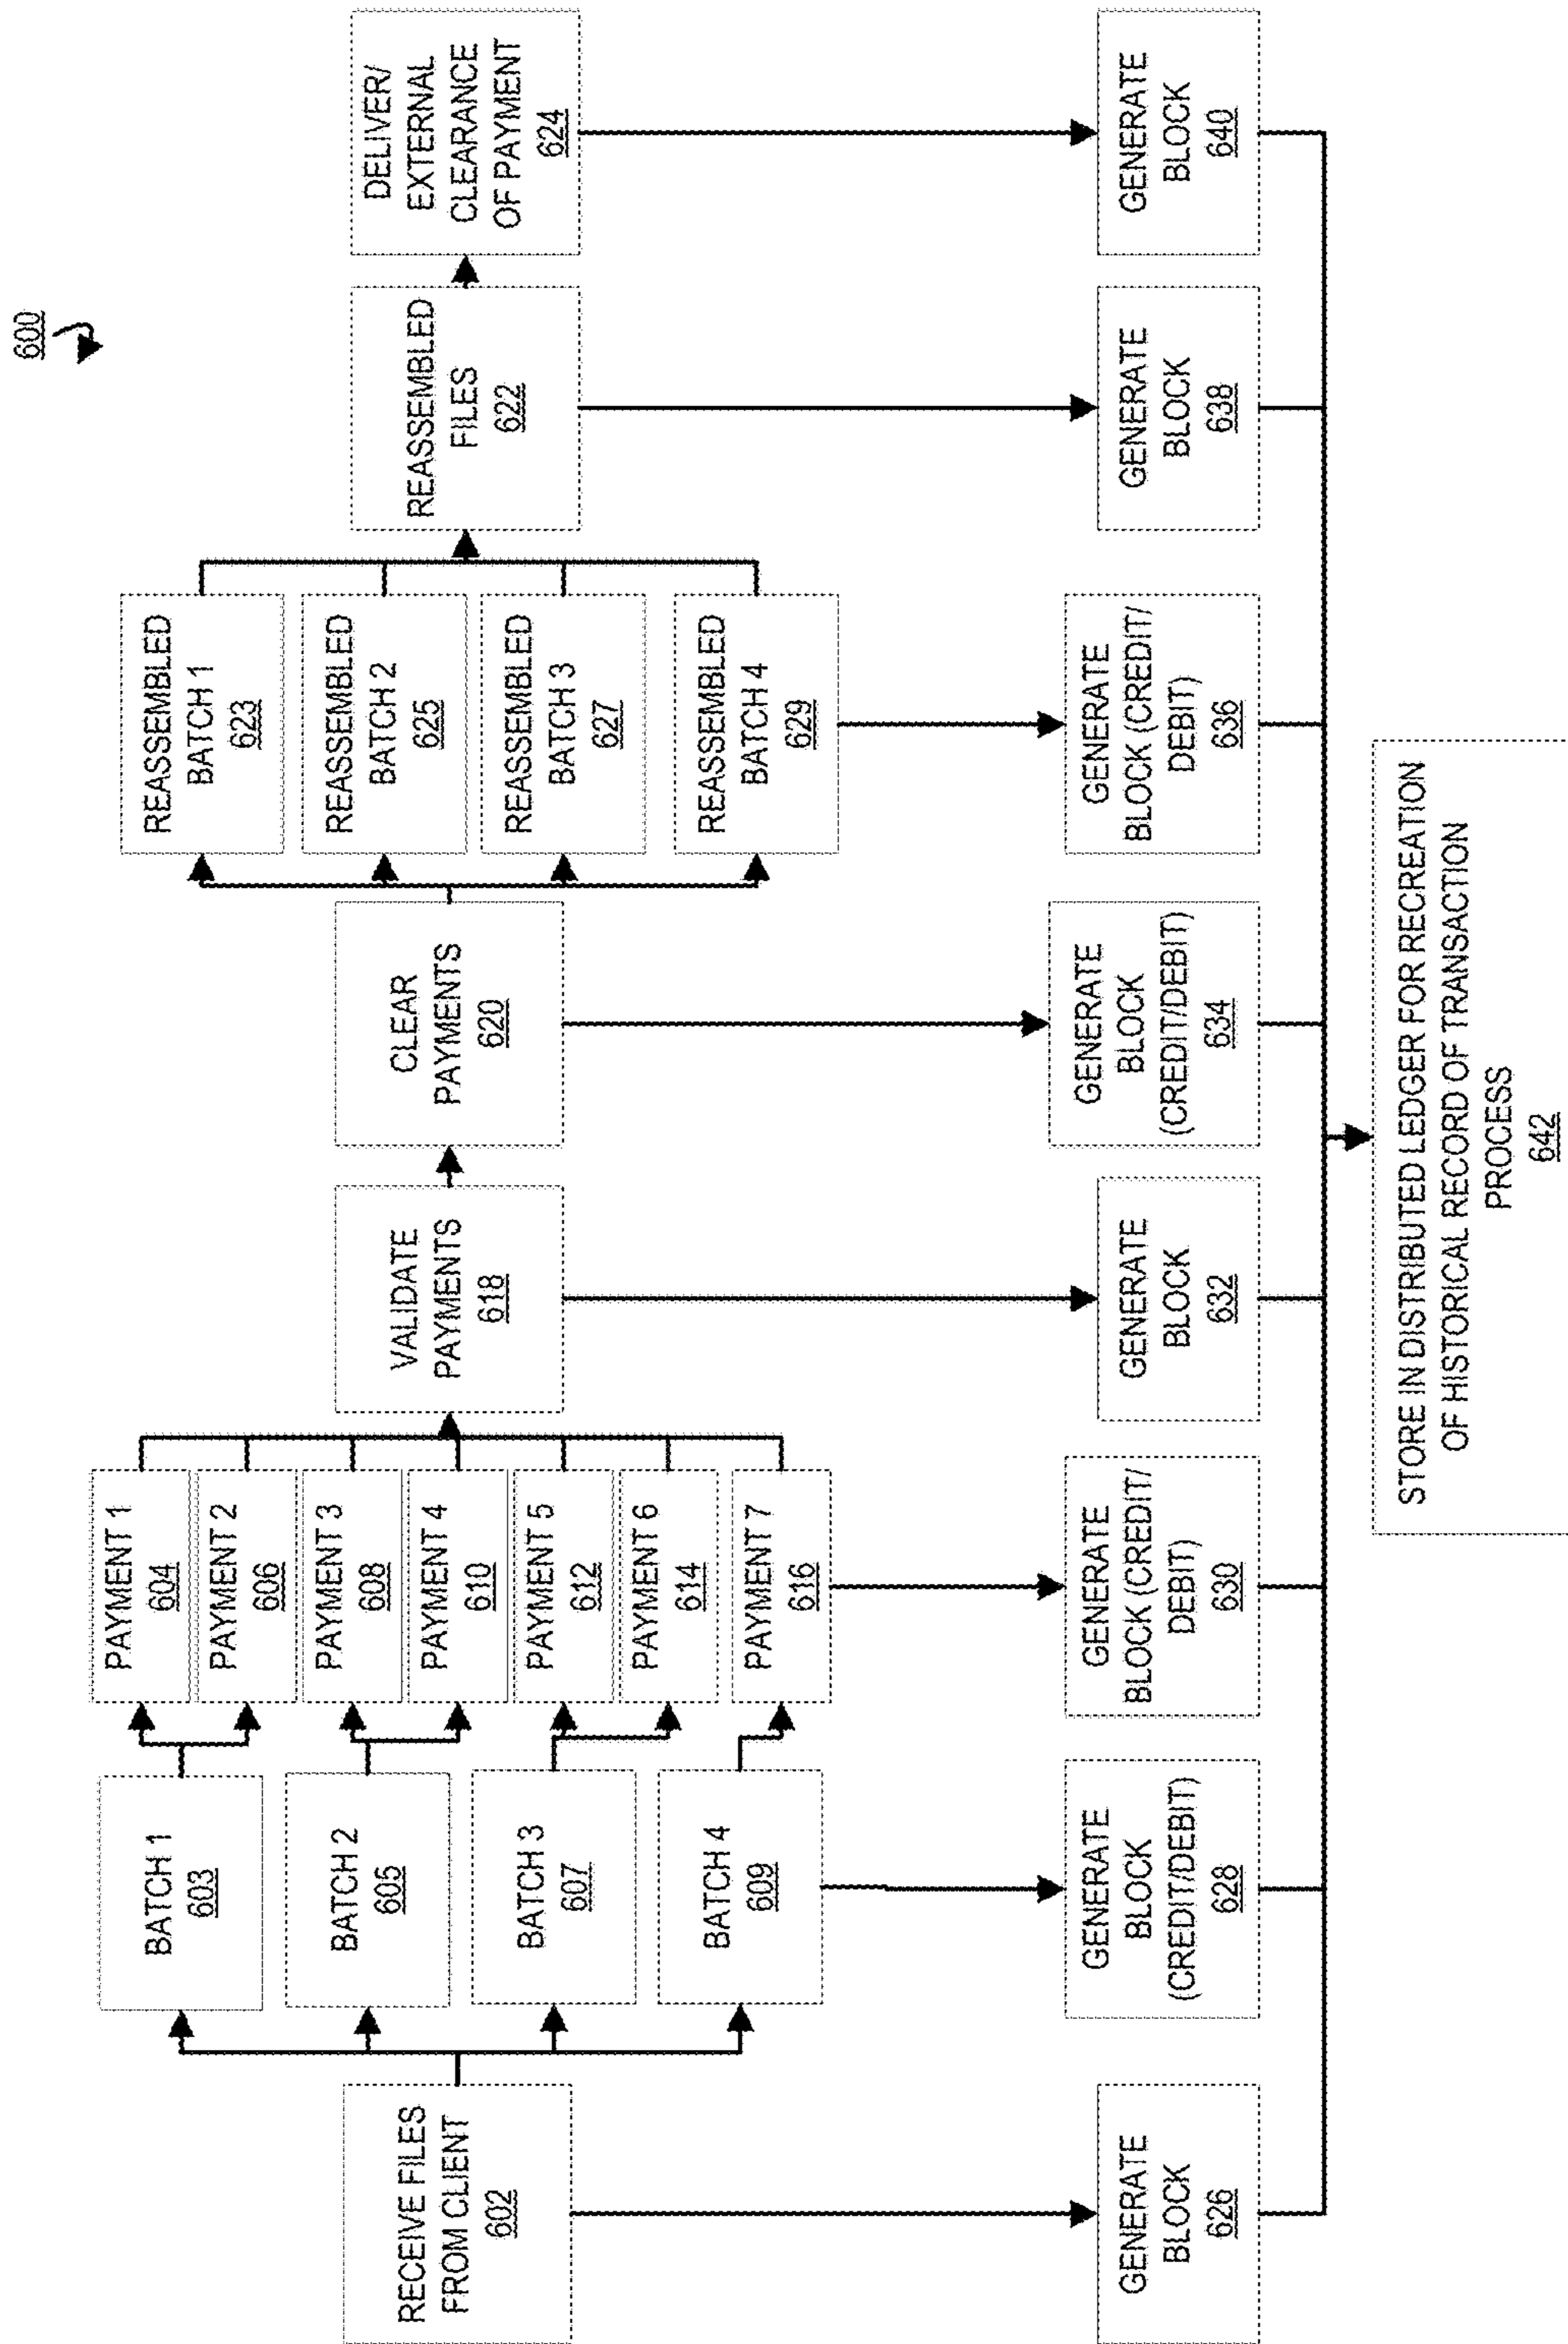 600
RECEIVE FILES
FROM CLIENT
602
BATCH 1
603
BATCH 2
605
BATCH 3
607
BATCH 4
609
PAYMENT 1
604
PAYMENT 2
606
PAYMENT 3
608
PAYMENT 4
610
PAYMENT 5
612
PAYMENT 6
614
PAYMENT 7
616
VALIDATE
PAYMENTS
618
CLEAR
PAYMENTS
620
REASSEMBLED
BATCH 1
623
REASSEMBLED
BATCH 2
625
REASSEMBLED
BATCH 3
627
REASSEMBLED
BATCH 4
629
REASSEMBLED
FILES
622
DELIVER/
EXTERNAL
CLEARANCE
OF PAYMENT
624
GENERATE
BLOCK
626
GENERATE
BLOCK
(CREDIT/DEBIT)
628
GENERATE
BLOCK (CREDIT/
DEBIT)
630
GENERATE
BLOCK
632
GENERATE
BLOCK
(CREDIT/DEBIT)
634
GENERATE
BLOCK (CREDIT/
DEBIT)
636
GENERATE
BLOCK
638
GENERATE
BLOCK
640
STORE IN DISTRIBUTED LEDGER FOR RECREATION
OF HISTORICAL RECORD OF TRANSACTION
PROCESS
642